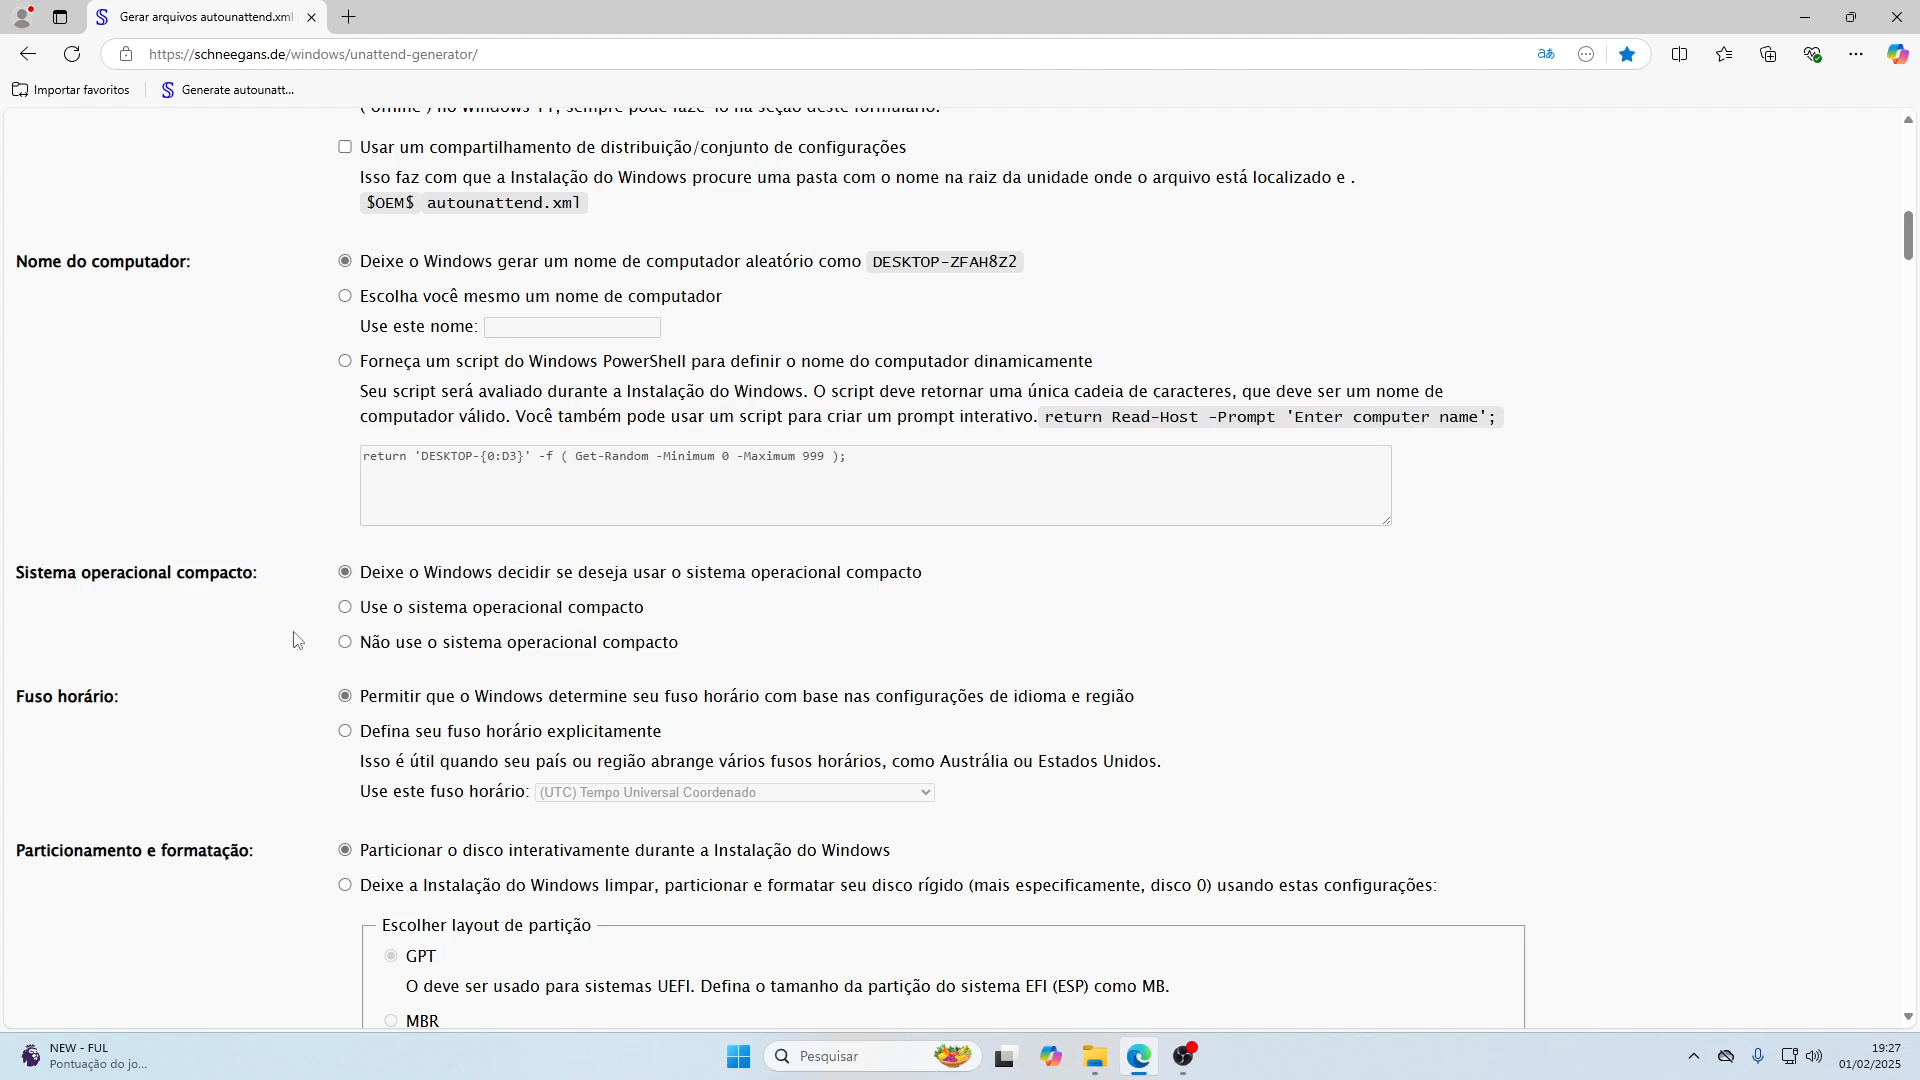 Gerar arquivos autounattend.xml
https://schneegans.de/windows/unattend-generator/
Importar favoritos
Generate autounatt...
("offline") no Windows 11, sempre pode fazê-lo na seção deste formulário.
Usar um compartilhamento de distribuição/conjunto de configurações
Isso faz com que a Instalação do Windows procure uma pasta com o nome na raiz da unidade onde o arquivo está localizado e .
$OEM$ autounattend.xml
Nome do computador:
Deixe o Windows gerar um nome de computador aleatório como DESKTOP-ZFAH8Z2
Escolha você mesmo um nome de computador
Use este nome:
Forneça um script do Windows PowerShell para definir o nome do computador dinamicamente
Seu script será avaliado durante a Instalação do Windows. O script deve retornar uma única cadeia de caracteres, que deve ser um nome de
computador válido. Você também pode usar um script para criar um prompt interativo. return Read-Host -Prompt 'Enter computer name';
return 'DESKTOP-{0:D3}' -f ( Get-Random -Minimum 0 -Maximum 999 );
Sistema operacional compacto:
Deixe o Windows decidir se deseja usar o sistema operacional compacto
Use o sistema operacional compacto
Não use o sistema operacional compacto
Fuso horário:
Permitir que o Windows determine seu fuso horário com base nas configurações de idioma e região
Defina seu fuso horário explicitamente
Isso é útil quando seu país ou região abrange vários fusos horários, como Austrália ou Estados Unidos.
Use este fuso horário: (UTC) Tempo Universal Coordenado
Particionamento e formatação:
Particionar o disco interativamente durante a Instalação do Windows
Deixe a Instalação do Windows limpar, particionar e formatar seu disco rígido (mais especificamente, disco 0) usando estas configurações:
Escolher layout de partição
GPT
O deve ser usado para sistemas UEFI. Defina o tamanho da partição do sistema EFI (ESP) como MB.
MBR
NEW - FUL
Pontuação do jo...
Pesquisar
19:27
01/02/2025